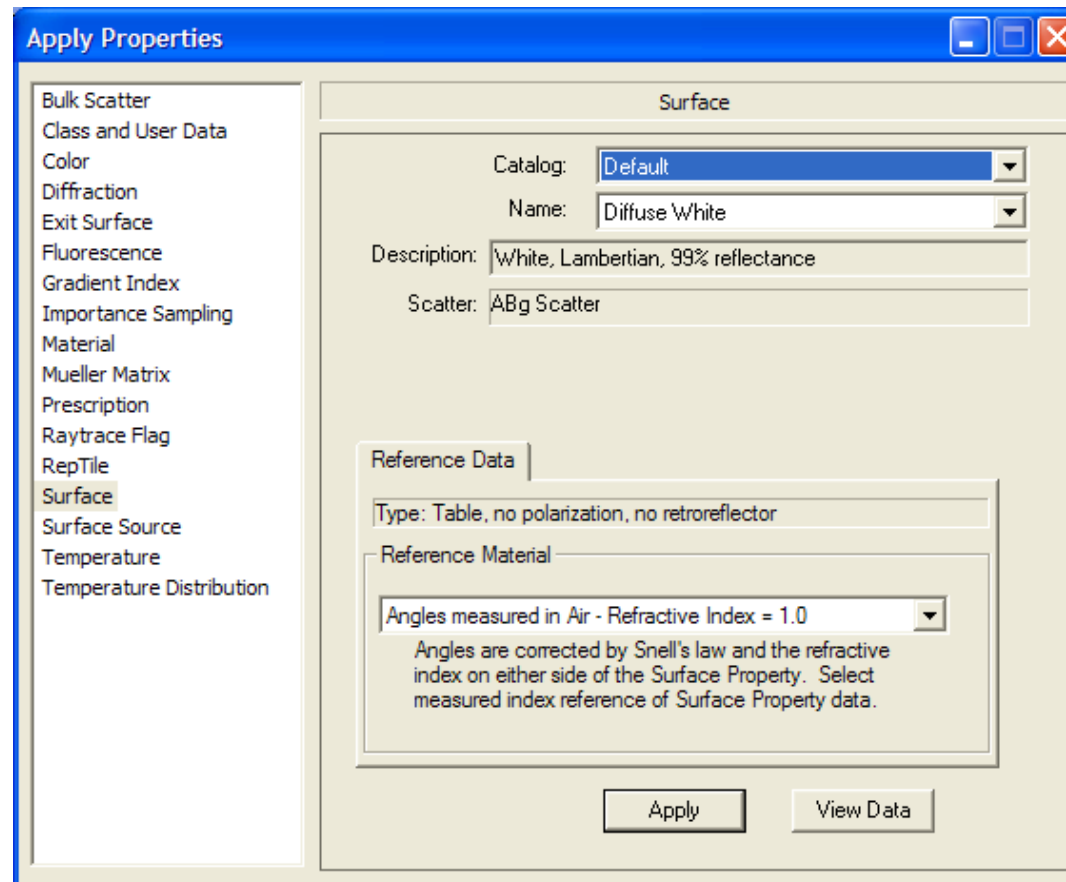 Apply Properties
Bulk Scatter
Class and User Data
Color
Diffraction
Exit Surface
Fluorescence
Gradient Index
Importance Sampling
Material
Mueller Matrix
Prescription
Raytrace Flag
RepTile
Surface
Surface Source
Temperature
Temperature Distribution
Surface
Catalog: Default
Name: Diffuse White
Description: White, Lambertian, 99% reflectance
Scatter: ABg Scatter
Reference Data
Type: Table, no polarization, no retroreflector
Reference Material
Angles measured in Air - Refractive Index = 1.0
Angles are corrected by Snell's law and the refractive
index on either side of the Surface Property. Select
measured index reference of Surface Property data.
Apply View Data